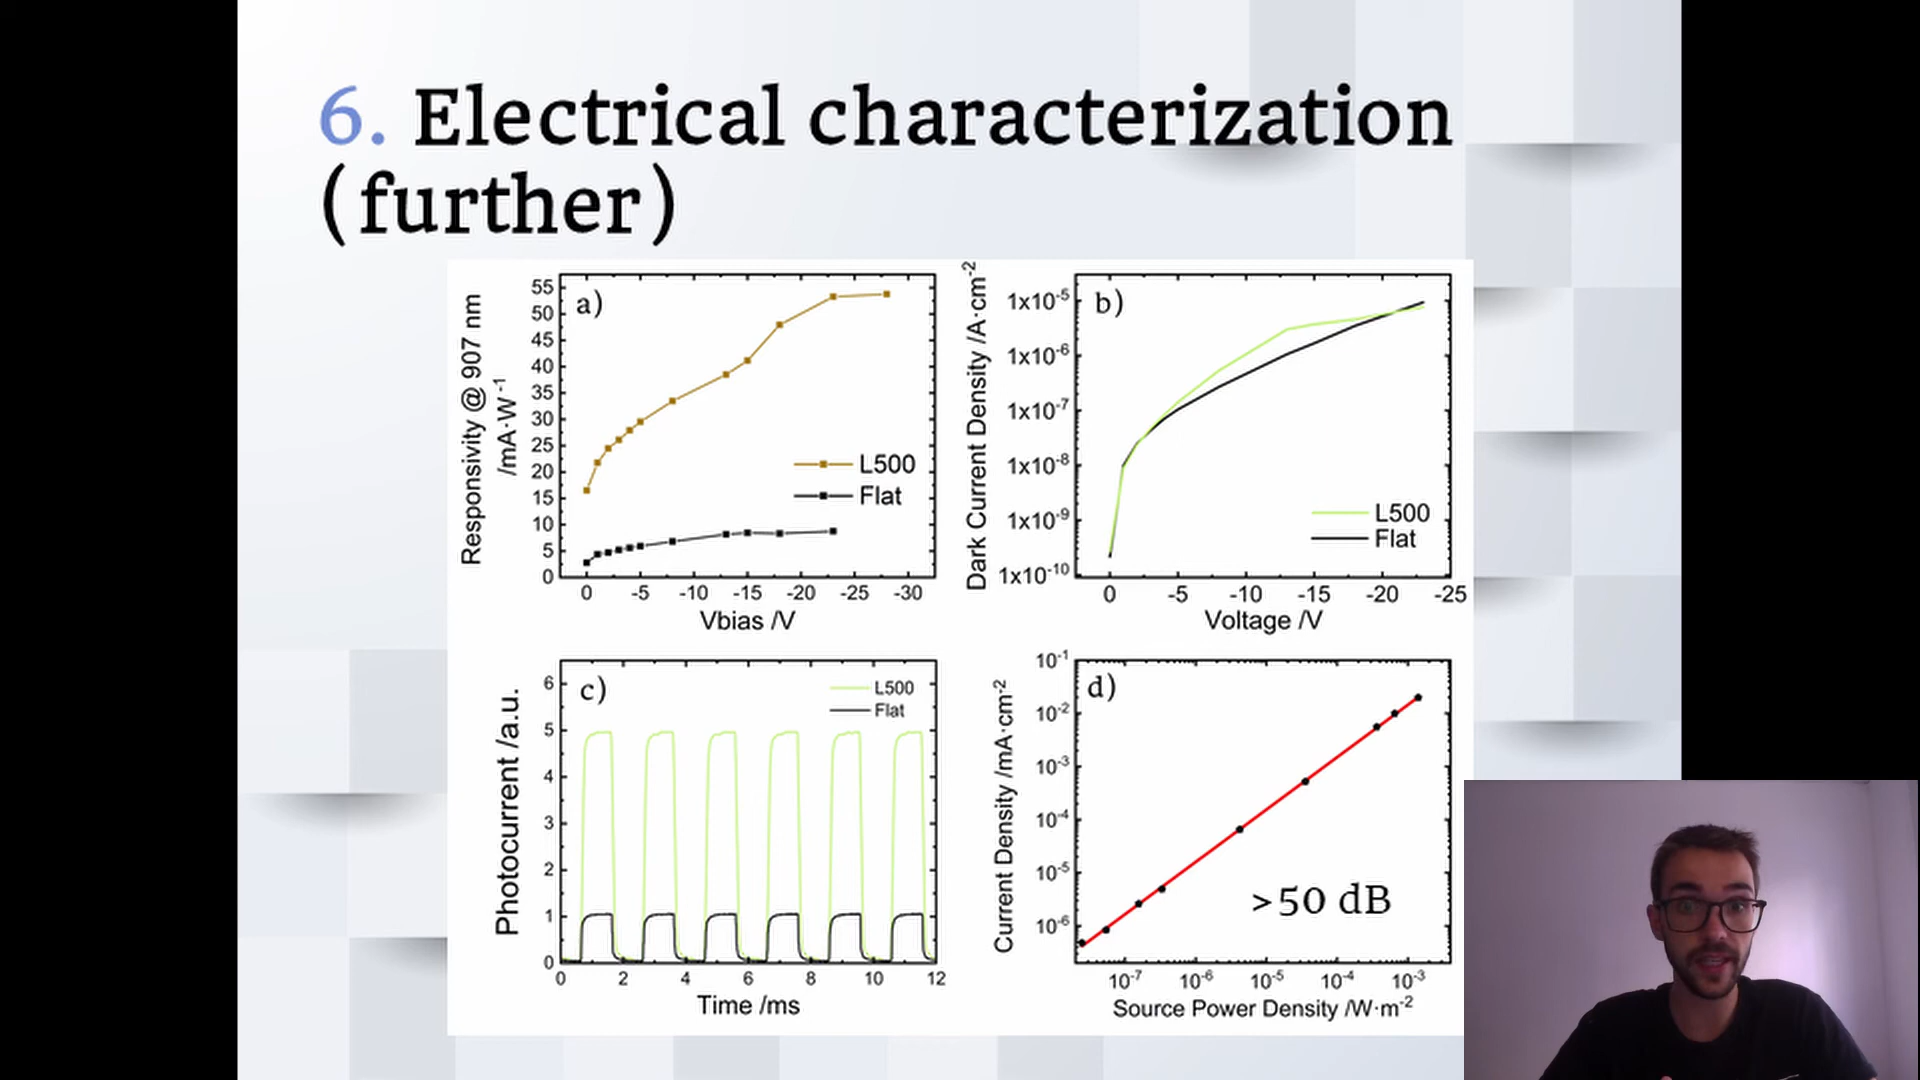 6. Electrical characterization
(further)
a)
Responsivity @ 907 nm
/mA·W⁻¹
55
50
45
40
35
30
25
20
15
10
5
0
L500
Flat
0 -5 -10 -15 -20 -25 -30
Vbias /V
b)
Dark Current Density /A·cm⁻²
1x10⁻⁵
1x10⁻⁶
1x10⁻⁷
1x10⁻⁸
1x10⁻⁹
1x10⁻¹⁰
L500
Flat
0 -5 -10 -15 -20 -25
Voltage /V
c)
Photocurrent /a.u.
6
5
4
3
2
1
0
L500
Flat
0 2 4 6 8 10 12
Time /ms
d)
Current Density /mA·cm⁻²
10⁻¹
10⁻²
10⁻³
10⁻⁴
10⁻⁵
10⁻⁶
>50 dB
10⁻⁷ 10⁻⁶ 10⁻⁵ 10⁻⁴ 10⁻³
Source Power Density /W·m⁻²